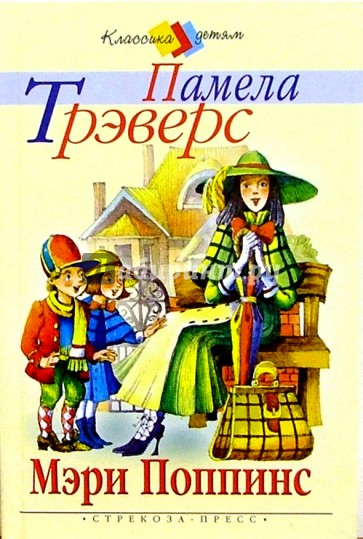 Классика детям
Памела
Трэверс
Мэри Поппинс
• СТРЕКОЗА-ПРЕСС •